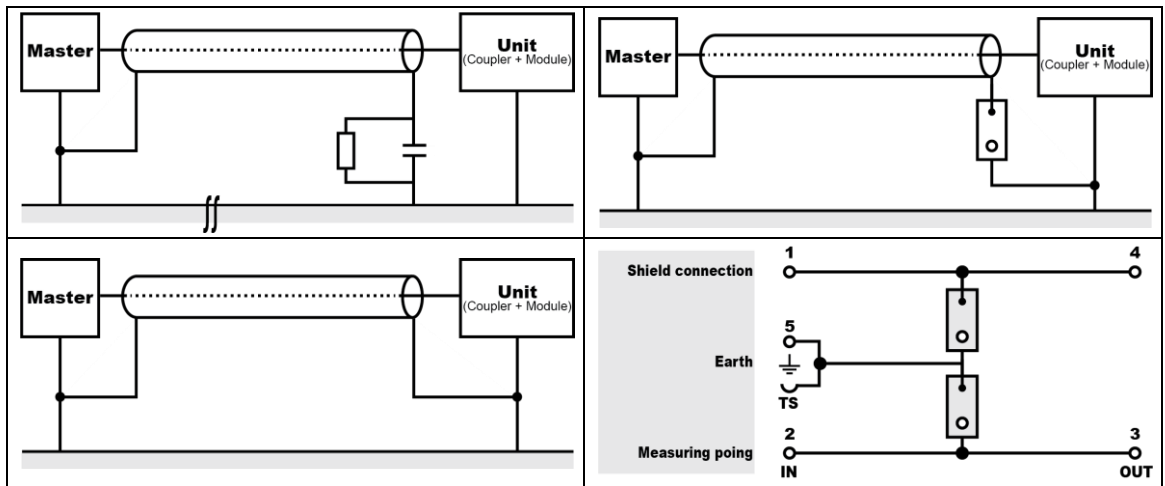 Master
Unit
(Coupler + Module)
Master
Unit
(Coupler + Module)
Master
Unit
(Coupler + Module)
1
4
Shield connection
5
Earth
TS
2
3
Measuring poing
IN
OUT